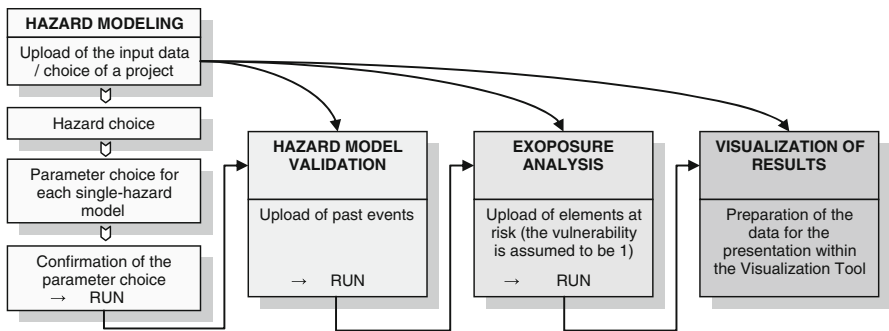 HAZARD MODELING
Upload of the input data
/ choice of a project
Hazard choice
Parameter choice for
each single-hazard
model
Confirmation of the
parameter choice
→ RUN
HAZARD MODEL
VALIDATION
Upload of past events
→ RUN
EXOPOSURE
ANALYSIS
Upload of elements at
risk (the vulnerability
is assumed to be 1)
→ RUN
VISUALIZATION OF
RESULTS
Preparation of the
data for the
presentation within
the Visualization Tool